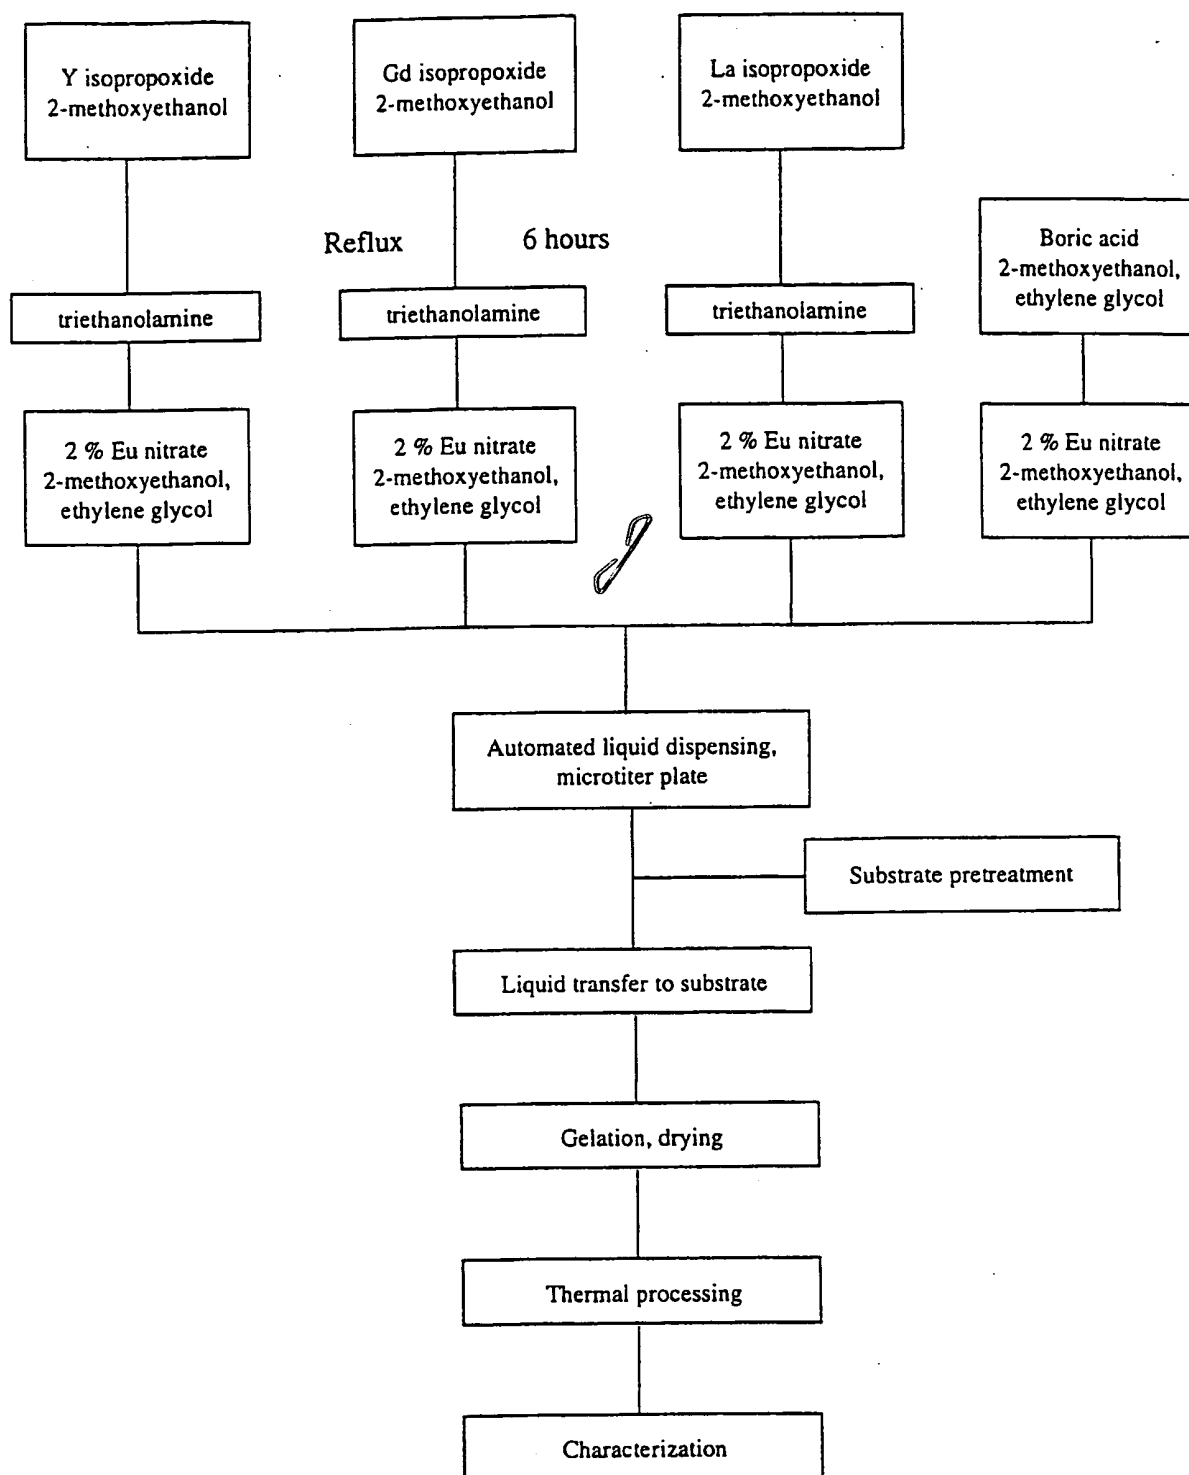 Y isopropoxide
2-methoxyethanol
Gd isopropoxide
2-methoxyethanol
La isopropoxide
2-methoxyethanol
Reflux
6 hours
Boric acid
2-methoxyethanol,
ethylene glycol
triethanolamine
triethanolamine
triethanolamine
2 % Eu nitrate
2-methoxyethanol,
ethylene glycol
2 % Eu nitrate
2-methoxyethanol,
ethylene glycol
2 % Eu nitrate
2-methoxyethanol,
ethylene glycol
2 % Eu nitrate
2-methoxyethanol,
ethylene glycol
Automated liquid dispensing,
microtiter plate
Substrate pretreatment
Liquid transfer to substrate
Gelation, drying
Thermal processing
Characterization